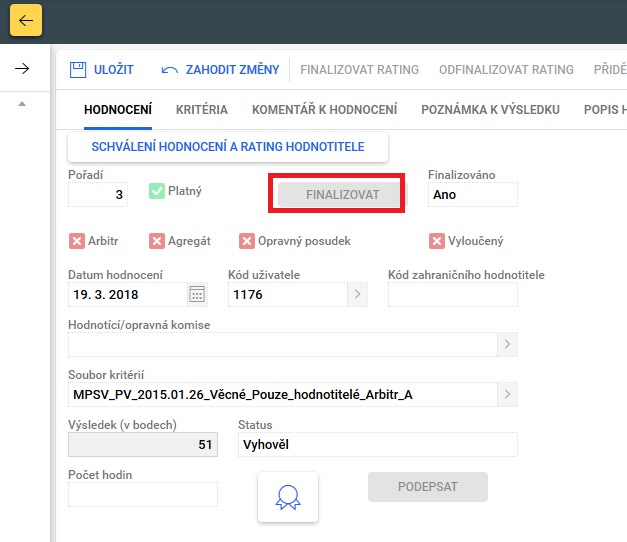 ULOŽIT ZAHODIT ZMĚNY FINALIZOVAT RATING ODFINALIZOVAT RATING PŘIDĚ
HODNOCENÍ KRITÉRIA KOMENTÁŘ K HODNOCENÍ POZNÁMKA K VÝSLEDKU POPIS H
SCHVÁLENÍ HODNOCENÍ A RATING HODNOTITELE
Pořadí Finalizováno
3 Platný FINALIZOVAT Ano
Arbitr Agregát Opravný posudek Vyloučený
Datum hodnocení Kód uživatele Kód zahraničního hodnotitele
19. 3. 2018 1176
Hodnotící/opravná komise
Soubor kritérií
MPSV_PV_2015.01.26_Věcné_Pouze_hodnotitelé_Arbitr_A
Výsledek (v bodech) Status
51 Vyhověl
Počet hodin
PODEPSAT